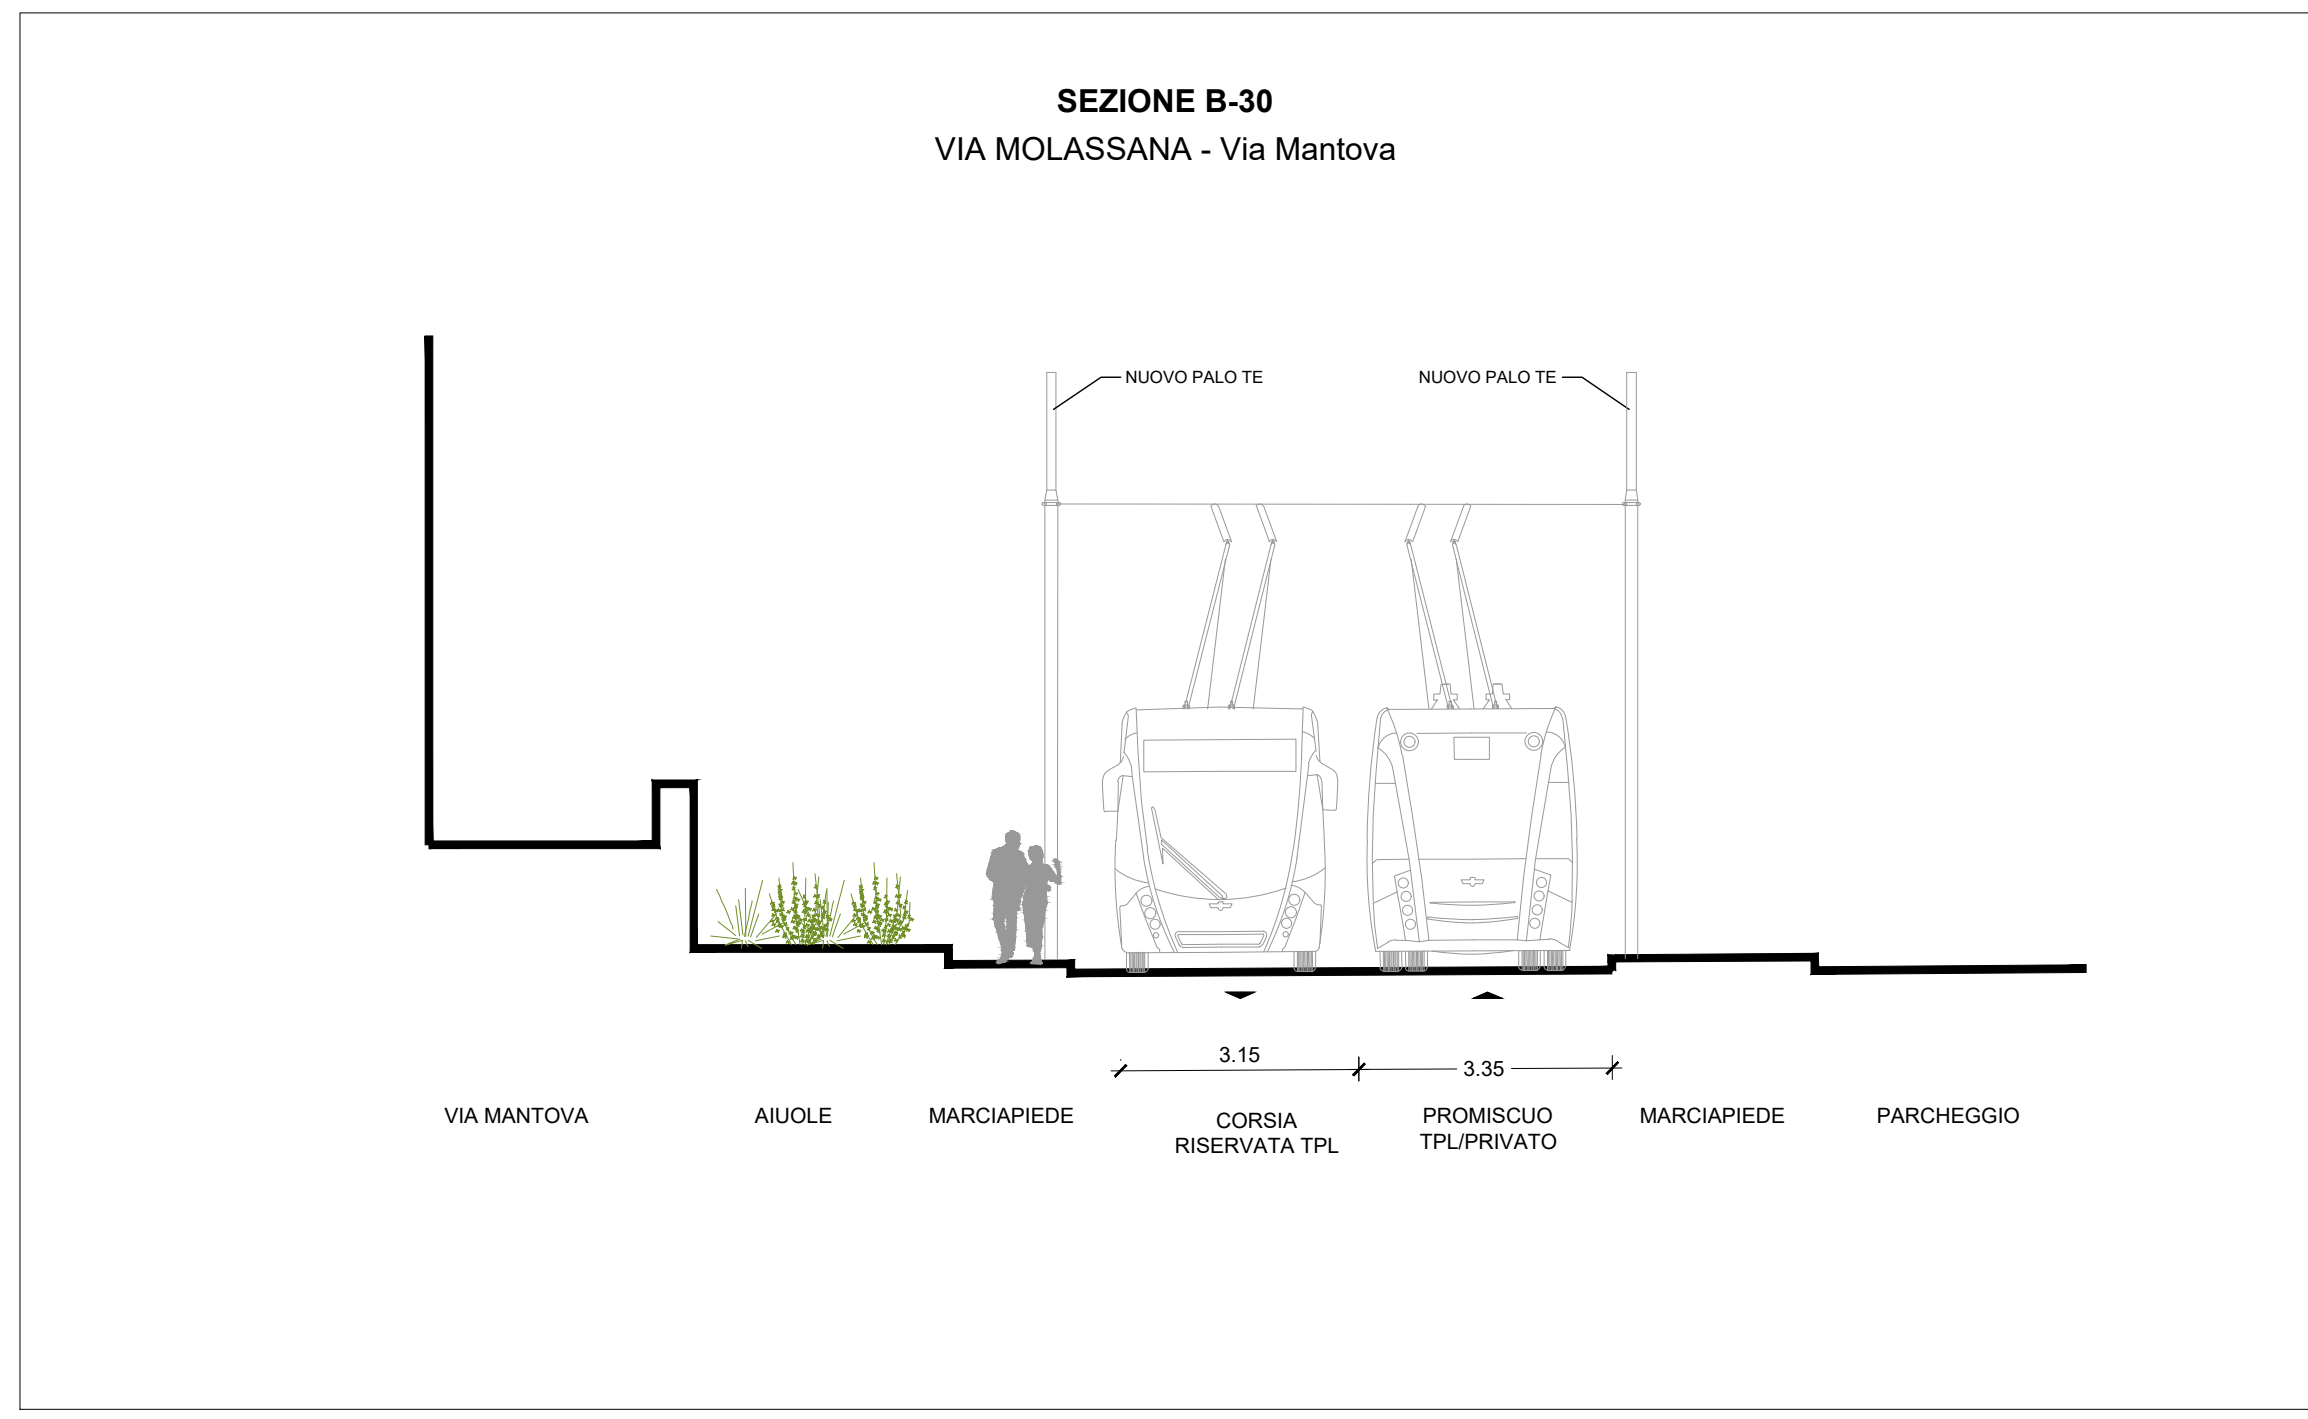 SEZIONE B-30
VIA MOLASSANA - Via Mantova
NUOVO PALO TE
NUOVO PALO TE
3.15
3.35
VIA MANTOVA
AIUOLE
MARCIAPIEDE
CORSIA
RISERVATA TPL
PROMISCUO
TPL/PRIVATO
MARCIAPIEDE
PARCHEGGIO